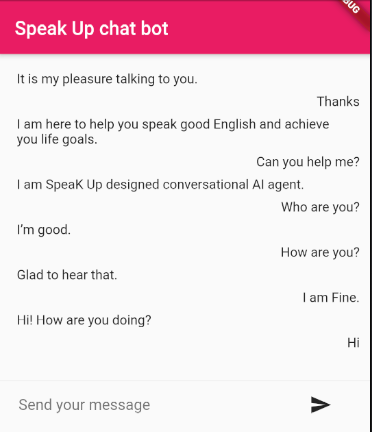 Speak Up chat bot
It is my pleasure talking to you.
Thanks
I am here to help you speak good English and achieve
you life goals.
Can you help me?
I am SpeaK Up designed conversational AI agent.
Who are you?
I'm good.
How are you?
Glad to hear that.
I am Fine.
Hi! How are you doing?
Hi
Send your message